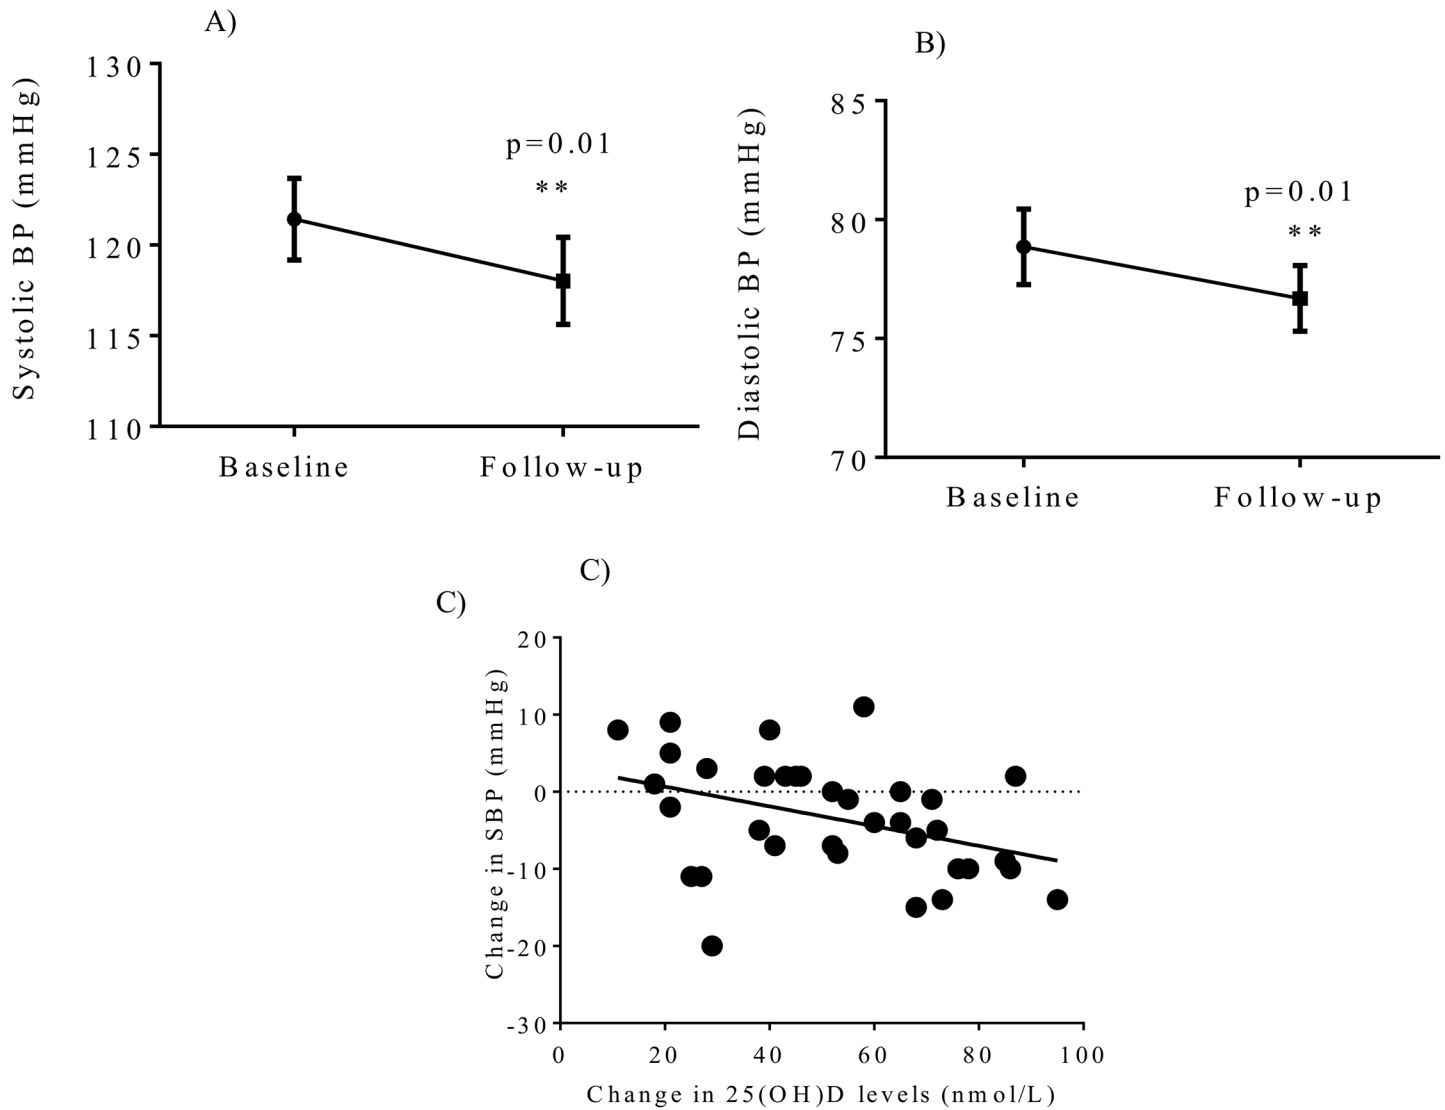 A)
130
125
120
115
110
Systolic BP (mmHg)
p=0.01
**
Baseline
Follow-up
B)
85
80
75
70
Diastolic BP (mmHg)
p=0.01
**
Baseline
Follow-up
C)
C)
20
10
0
-10
-20
-30
Change in SBP (mmHg)
0
20
40
60
80
100
Change in 25(OH)D levels (nmol/L)